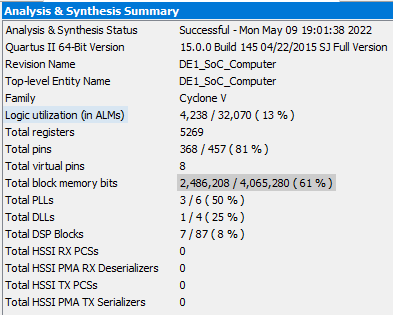 Analysis & Synthesis Summary
Analysis & Synthesis Status Successful - Mon May 09 19:01:38 2022
Quartus II 64-Bit Version 15.0.0 Build 145 04/22/2015 SJ Full Version
Revision Name DE1_SoC_Computer
Top-level Entity Name DE1_SoC_Computer
Family Cyclone V
Logic utilization (in ALMs) 4,238 / 32,070 ( 13 % )
Total registers 5269
Total pins 368 / 457 ( 81 % )
Total virtual pins 8
Total block memory bits 2,486,208 / 4,065,280 ( 61 % )
Total PLLs 3 / 6 ( 50 % )
Total DLLs 1 / 4 ( 25 % )
Total DSP Blocks 7 / 87 ( 8 % )
Total HSSI RX PCSs 0
Total HSSI PMA RX Deserializers 0
Total HSSI TX PCSs 0
Total HSSI PMA TX Serializers 0